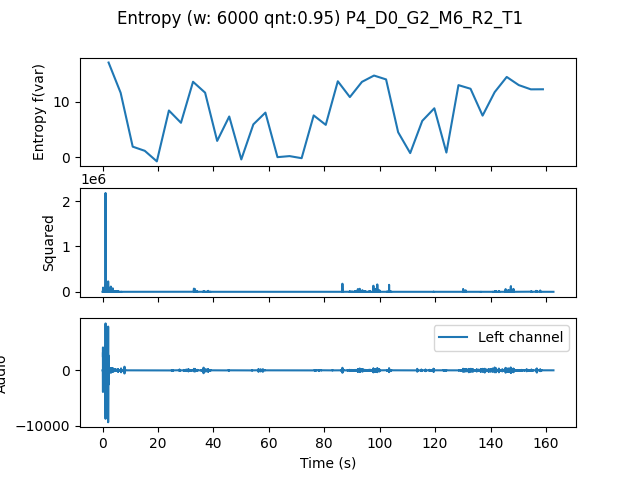 Entropy (w: 6000 qnt:0.95) P4_D0_G2_M6_R2_T1
Entropy f(var)
10
0
1e6
Squared
2
1
0
Audio
0
−10000
Left channel
0 20 40 60 80 100 120 140 160
Time (s)